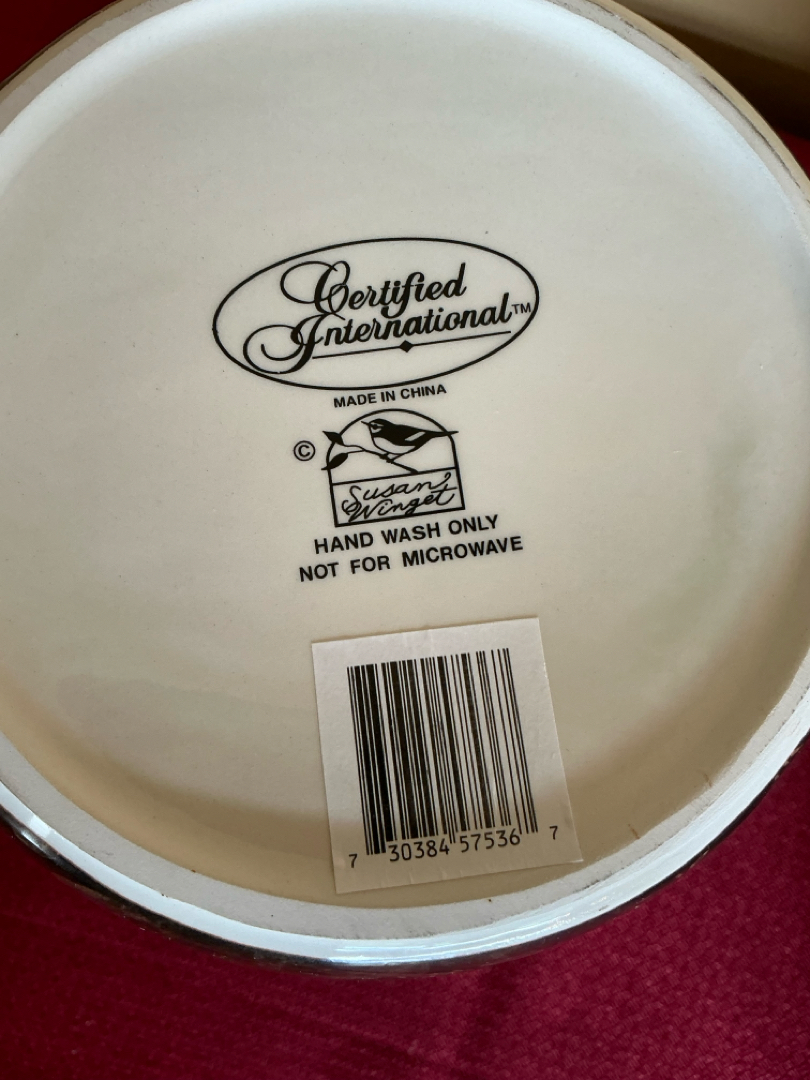 Certified
International™
MADE IN CHINA
©
Susan
Winget
HAND WASH ONLY
NOT FOR MICROWAVE
7 30384 57536 7